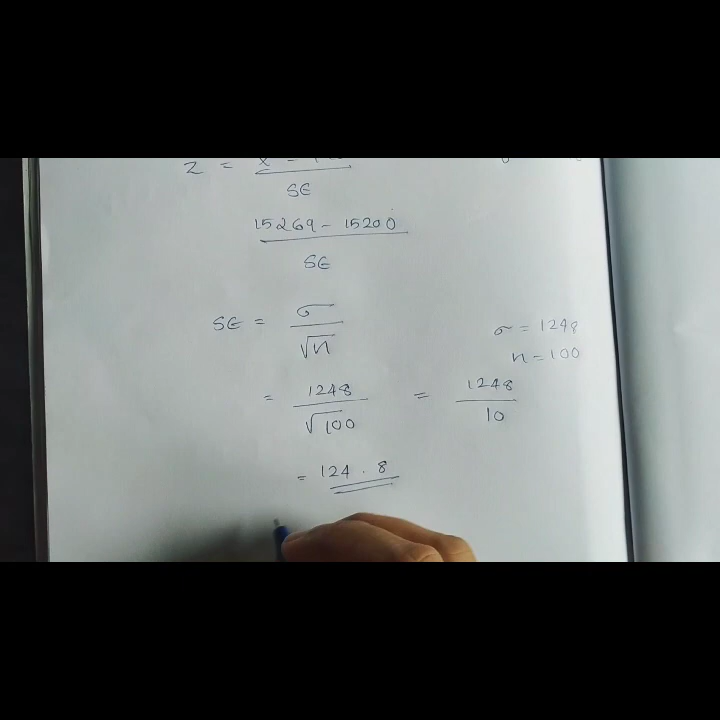 Z =
SE
15269 - 15200
SE
SE = σ
√n
σ = 1248
n = 100
= 1248 = 1248
√100 10
= 124.8